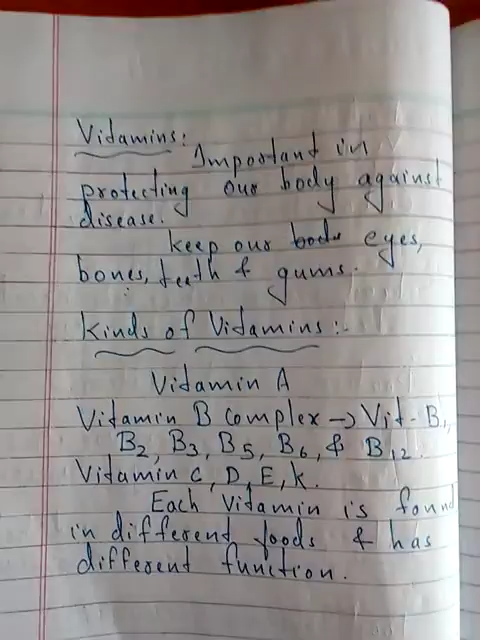 Vitamins:
Important in
protecting our body against
disease.
keep our body eyes,
bones, teeth & gums.
Kinds of Vitamins :-
Vitamin A
Vitamin B complex → Vit-B1,
B2, B3, B5, B6, & B12.
Vitamin C, D, E, K.
Each Vitamin is found
in different foods & has
different function.